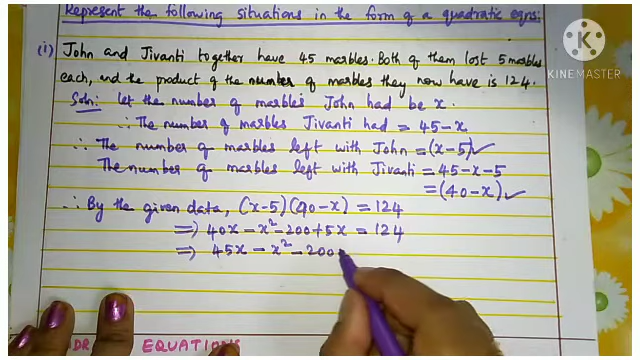 Represent the following situations in the form of a quadratic eqns:
(i) John and Jivanti together have 45 marbles. Both of them lost 5 marbles
each, and the product of the number of marbles they now have is 124.
Soln: Let the number of marbles John had be x.
∴ The number of marbles Jivanti had = 45-x
∴ The number of marbles left with John = (x-5) ✓
The number of marbles left with Jivanti = 45-x-5
= (40-x) ✓
∴ By the given data, (x-5)(40-x) = 124
⇒ 40x - x² - 200 + 5x = 124
⇒ 45x - x² - 200
EQUATIONS
KINEMASTER